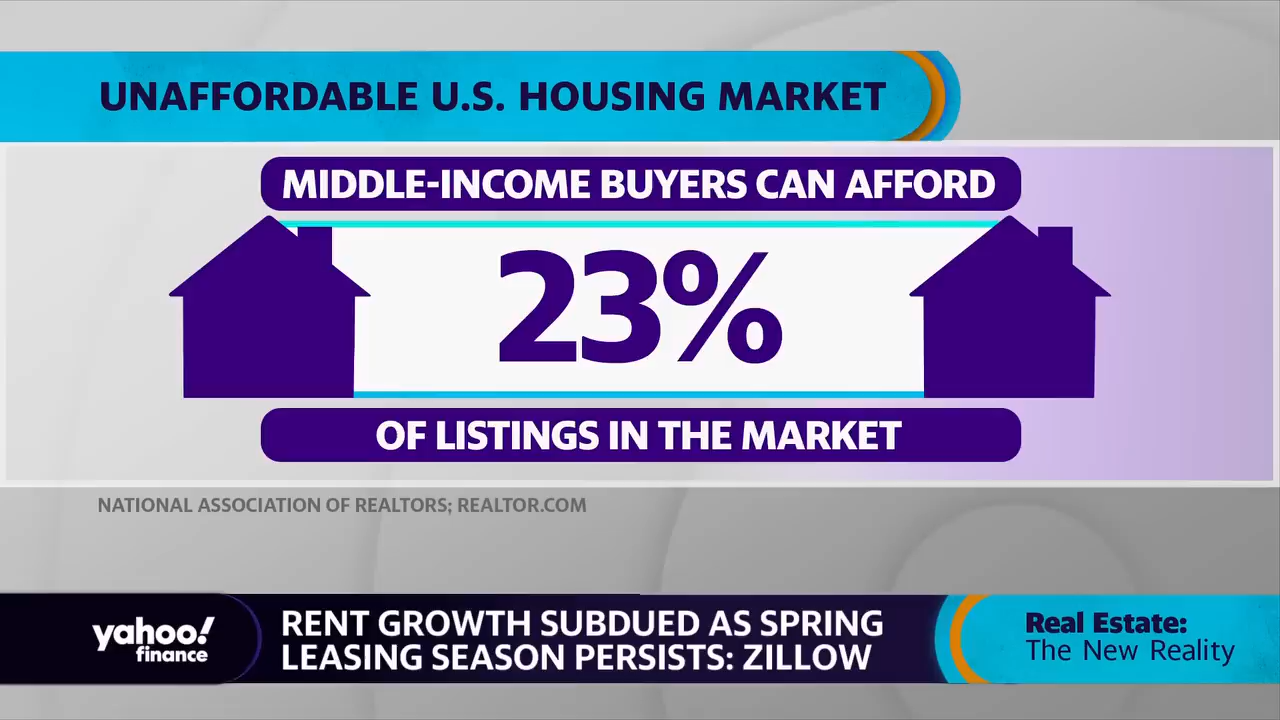 UNAFFORDABLE U.S. HOUSING MARKET
MIDDLE-INCOME BUYERS CAN AFFORD
23%
OF LISTINGS IN THE MARKET
NATIONAL ASSOCIATION OF REALTORS; REALTOR.COM
yahoo!
finance
RENT GROWTH SUBDUED AS SPRING
LEASING SEASON PERSISTS: ZILLOW
Real Estate:
The New Reality